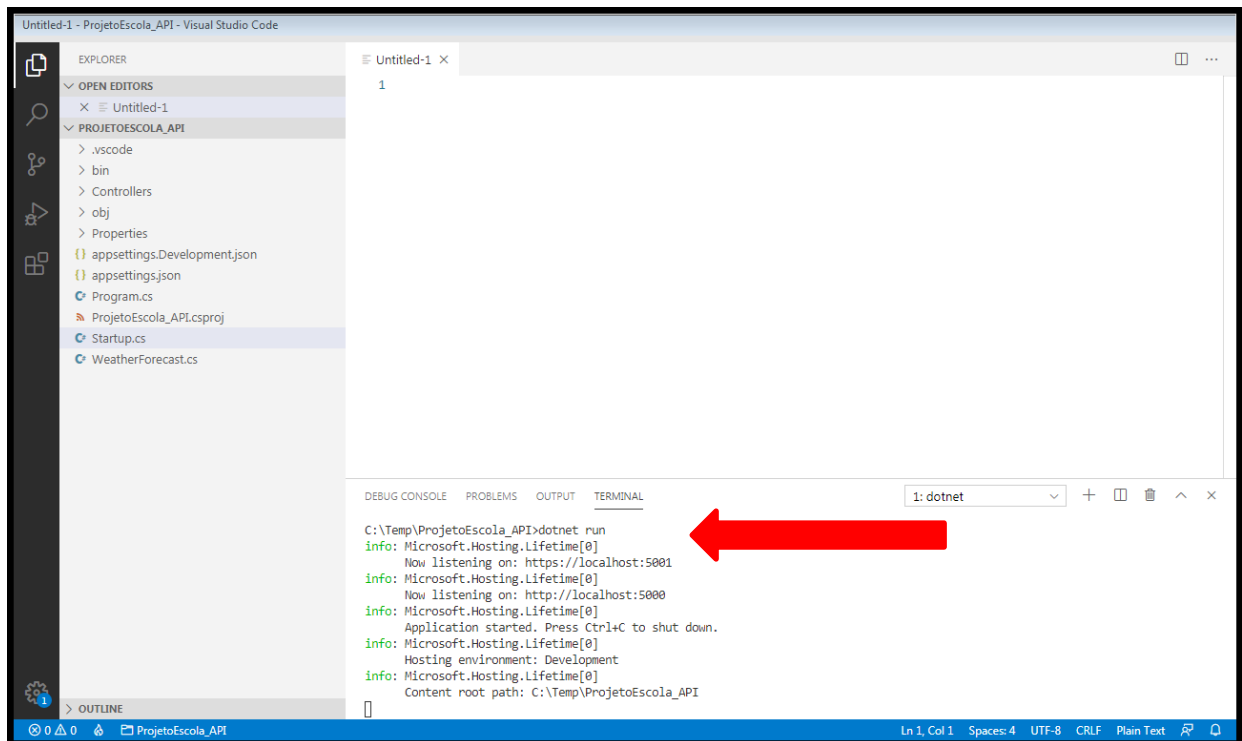 Untitled-1 - ProjetoEscola_API - Visual Studio Code
EXPLORER
OPEN EDITORS
Untitled-1
PROJETOESCOLA_API
.vscode
bin
Controllers
obj
Properties
{} appsettings.Development.json
{} appsettings.json
C# Program.cs
ProjetoEscola_API.csproj
C# Startup.cs
C# WeatherForecast.cs
OUTLINE
Untitled-1
1
DEBUG CONSOLE PROBLEMS OUTPUT TERMINAL
1: dotnet
C:\Temp\ProjetoEscola_API>dotnet run
info: Microsoft.Hosting.Lifetime[0]
Now listening on: https://localhost:5001
info: Microsoft.Hosting.Lifetime[0]
Now listening on: http://localhost:5000
info: Microsoft.Hosting.Lifetime[0]
Application started. Press Ctrl+C to shut down.
info: Microsoft.Hosting.Lifetime[0]
Hosting environment: Development
info: Microsoft.Hosting.Lifetime[0]
Content root path: C:\Temp\ProjetoEscola_API
1
0 0 ProjetoEscola_API
Ln 1, Col 1 Spaces: 4 UTF-8 CRLF Plain Text